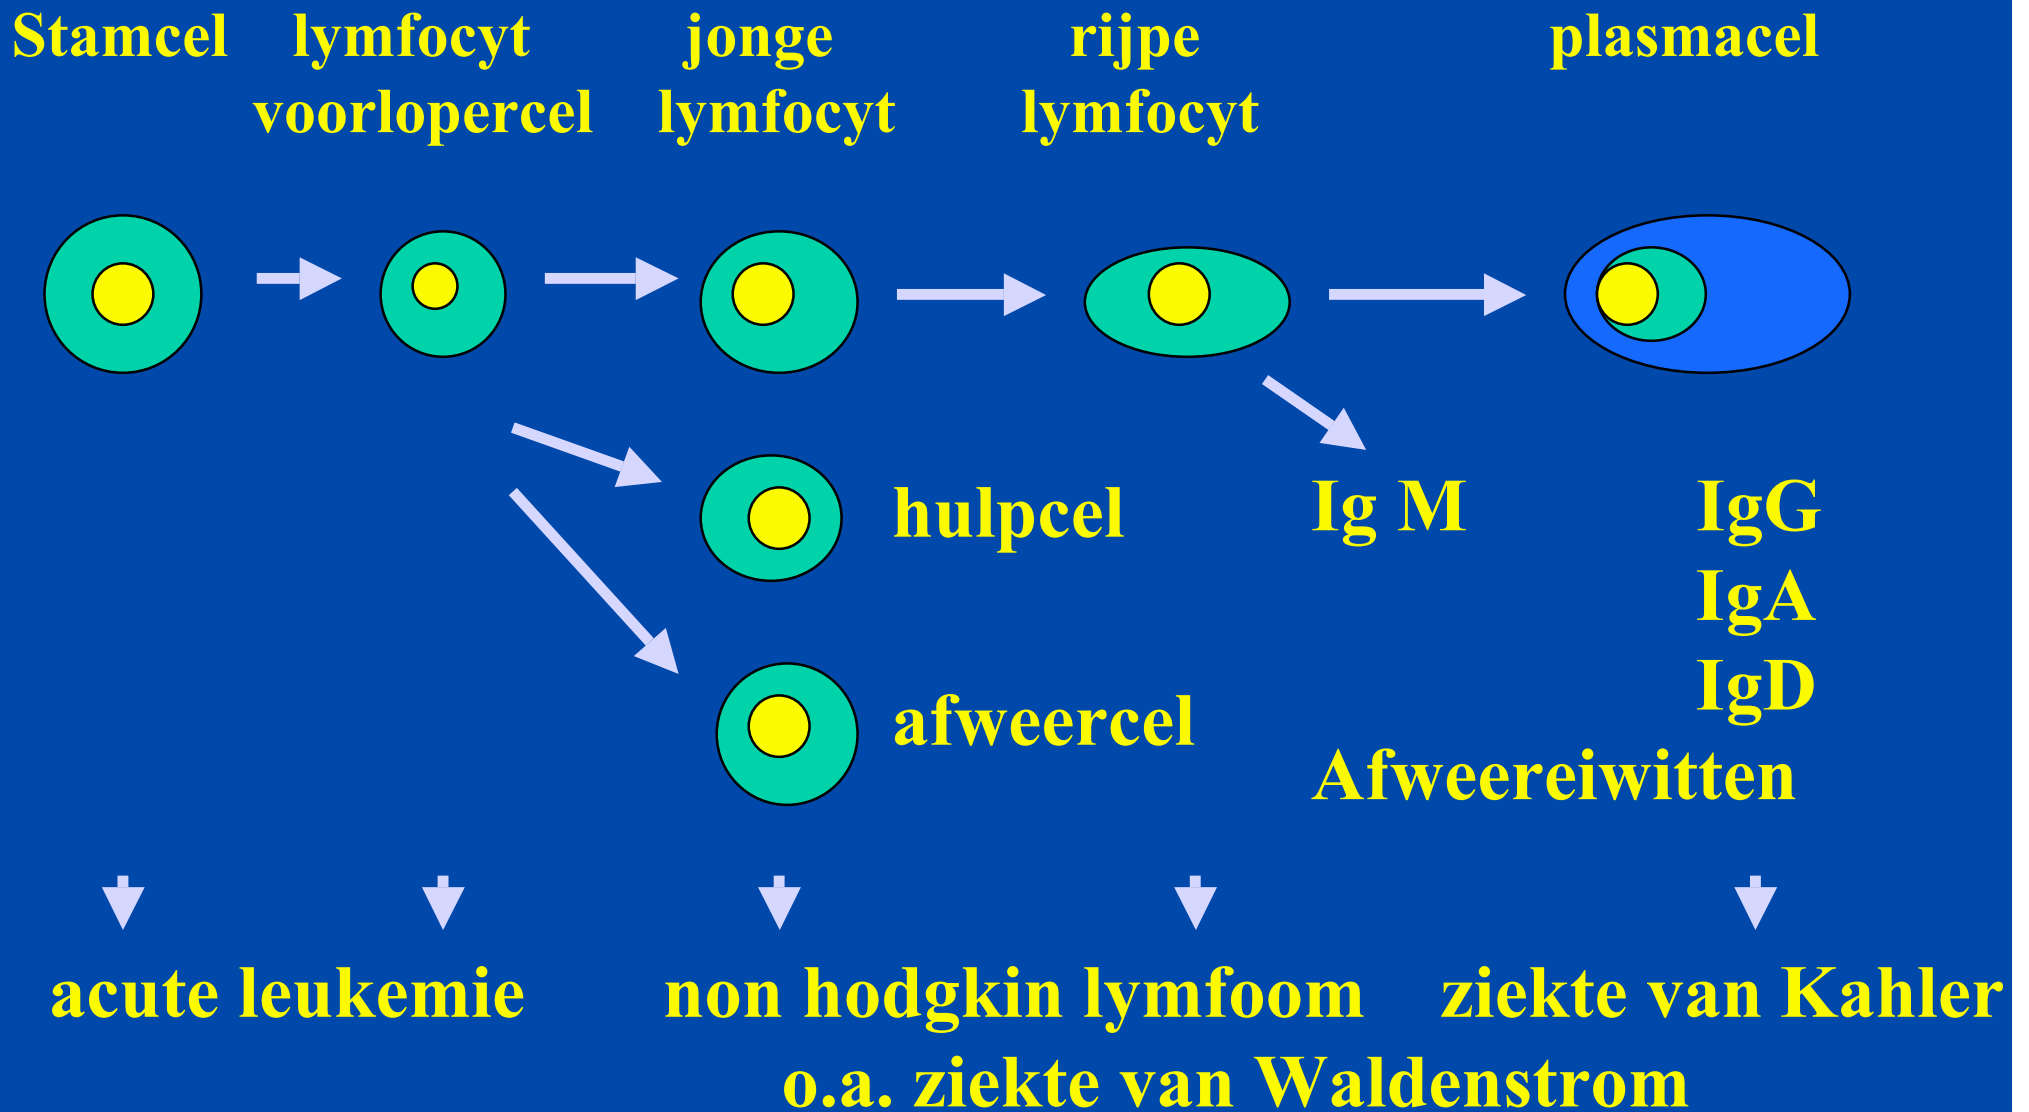 Stamcel lymfocyt jonge rijpe plasmacel
voorlopercel lymfocyt lymfocyt
hulpcel Ig M IgG
IgA
IgD
afweercel
Afweereiwitten
acute leukemie non hodgkin lymfoom ziekte van Kahler
o.a. ziekte van Waldenstrom